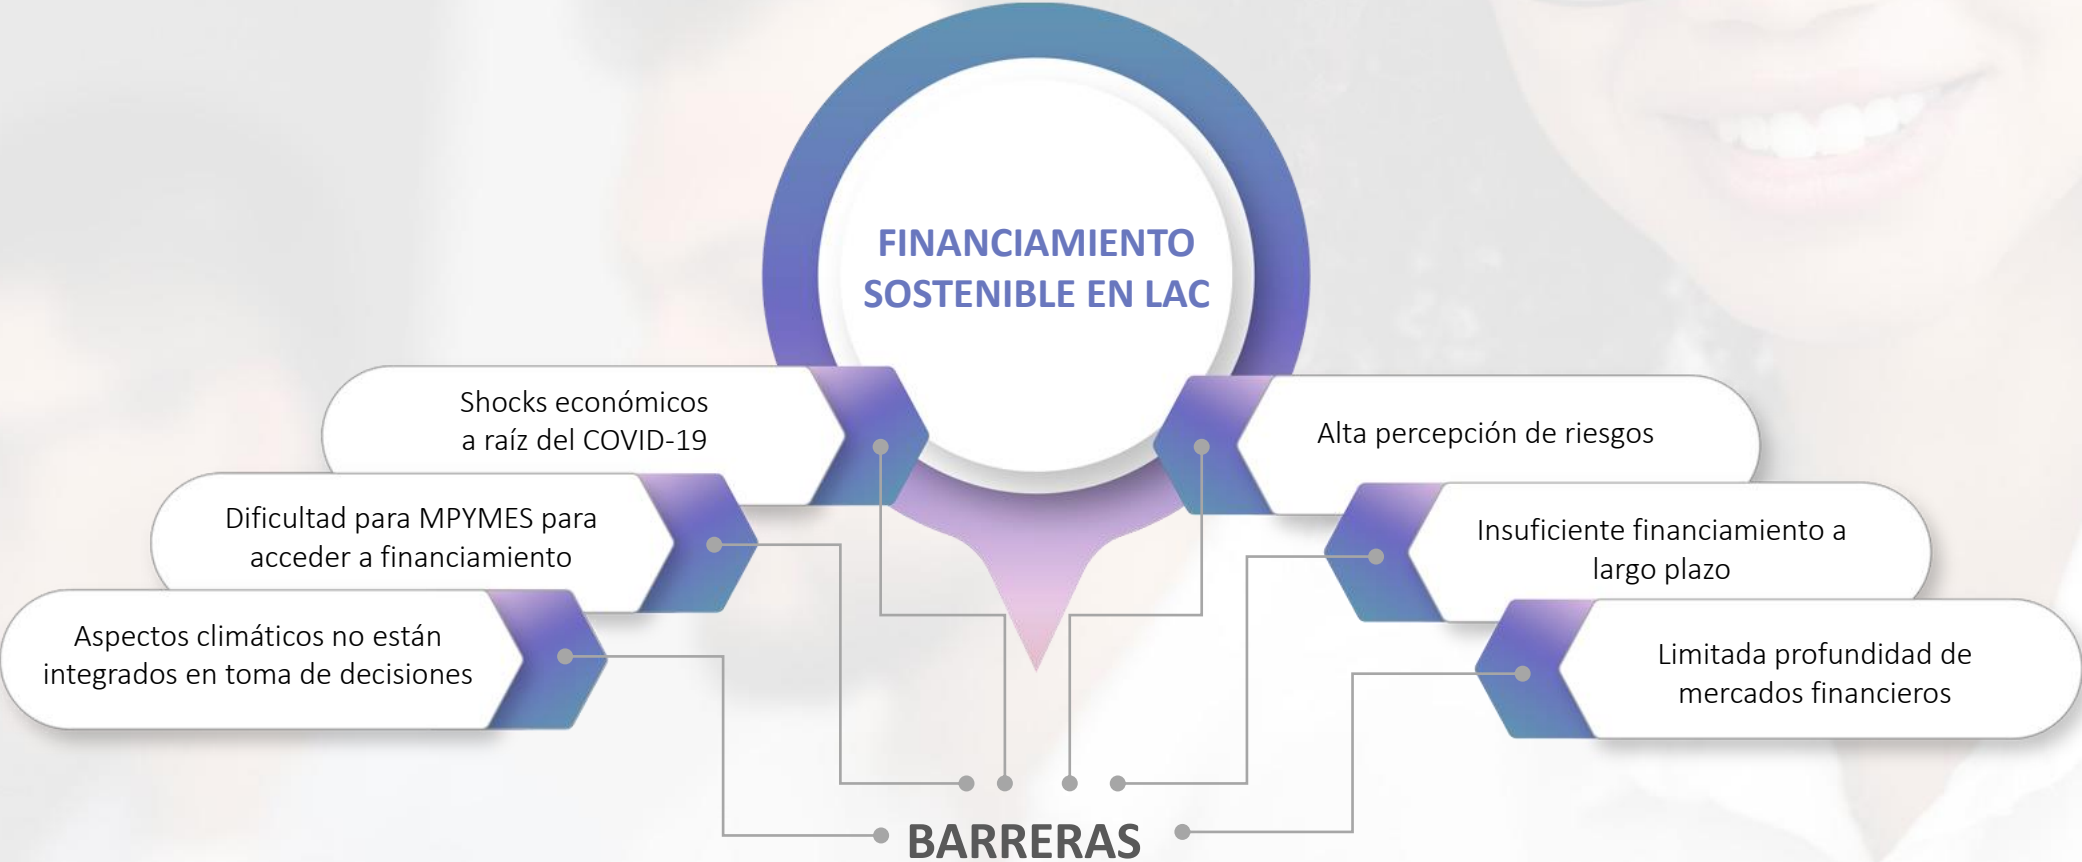 FINANCIAMIENTO
SOSTENIBLE EN LAC
Shocks económicos
a raíz del COVID-19
Dificultad para MPYMES para
acceder a financiamiento
Aspectos climáticos no están
integrados en toma de decisiones
Alta percepción de riesgos
Insuficiente financiamiento a
largo plazo
Limitada profundidad de
mercados financieros
BARRERAS